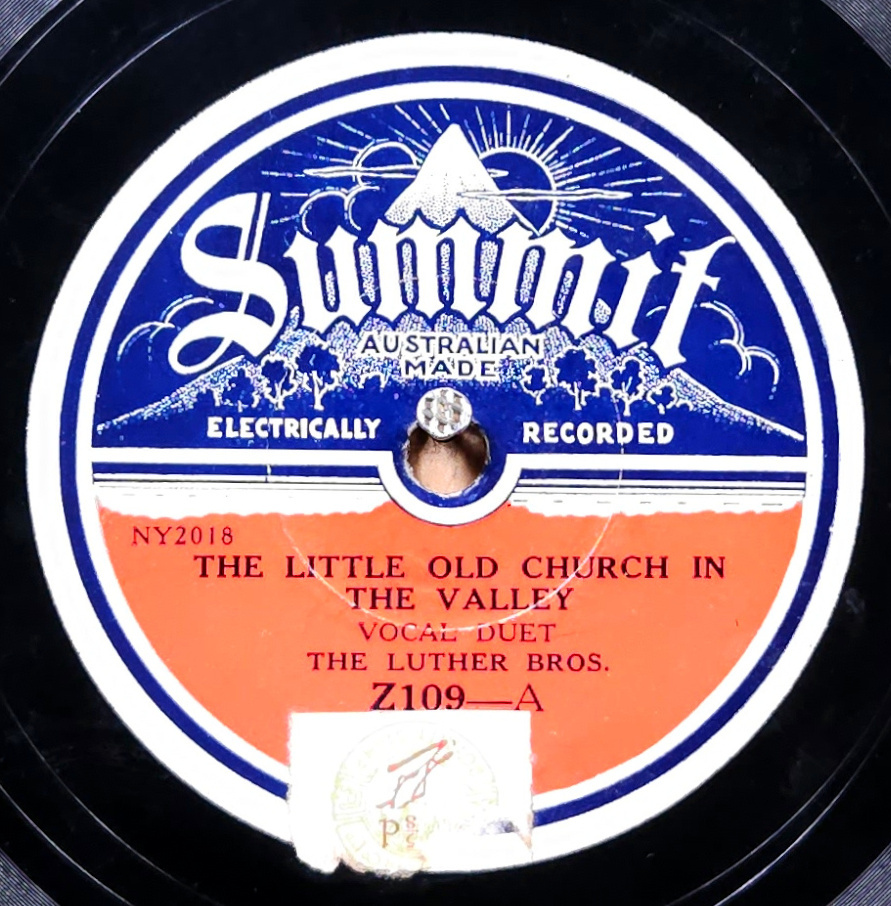 Summit
AUSTRALIAN
MADE
ELECTRICALLY RECORDED
NY2018
THE LITTLE OLD CHURCH IN
THE VALLEY
VOCAL DUET
THE LUTHER BROS.
Z109—A